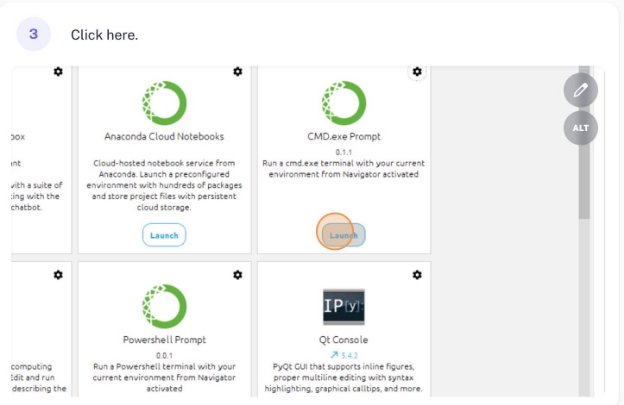 3 Click here.
ALT
box
nt
with a suite of
ting with the
chatbot.
Anaconda Cloud Notebooks
Cloud-hosted notebook service from
Anaconda. Launch a preconfigured
environment with hundreds of packages
and store project files with persistent
cloud storage.
Launch
CMD.exe Prompt
0.1.1
Run a cmd.exe terminal with your current
environment from Navigator activated
Launch
computing
Edit and run
describing the
Powershell Prompt
0.0.1
Run a Powershell terminal with your
current environment from Navigator
activated
IP[y]:
Qt Console
5.4.2
PyQt GUI that supports inline figures,
proper multiline editing with syntax
highlighting, graphical calltips, and more.